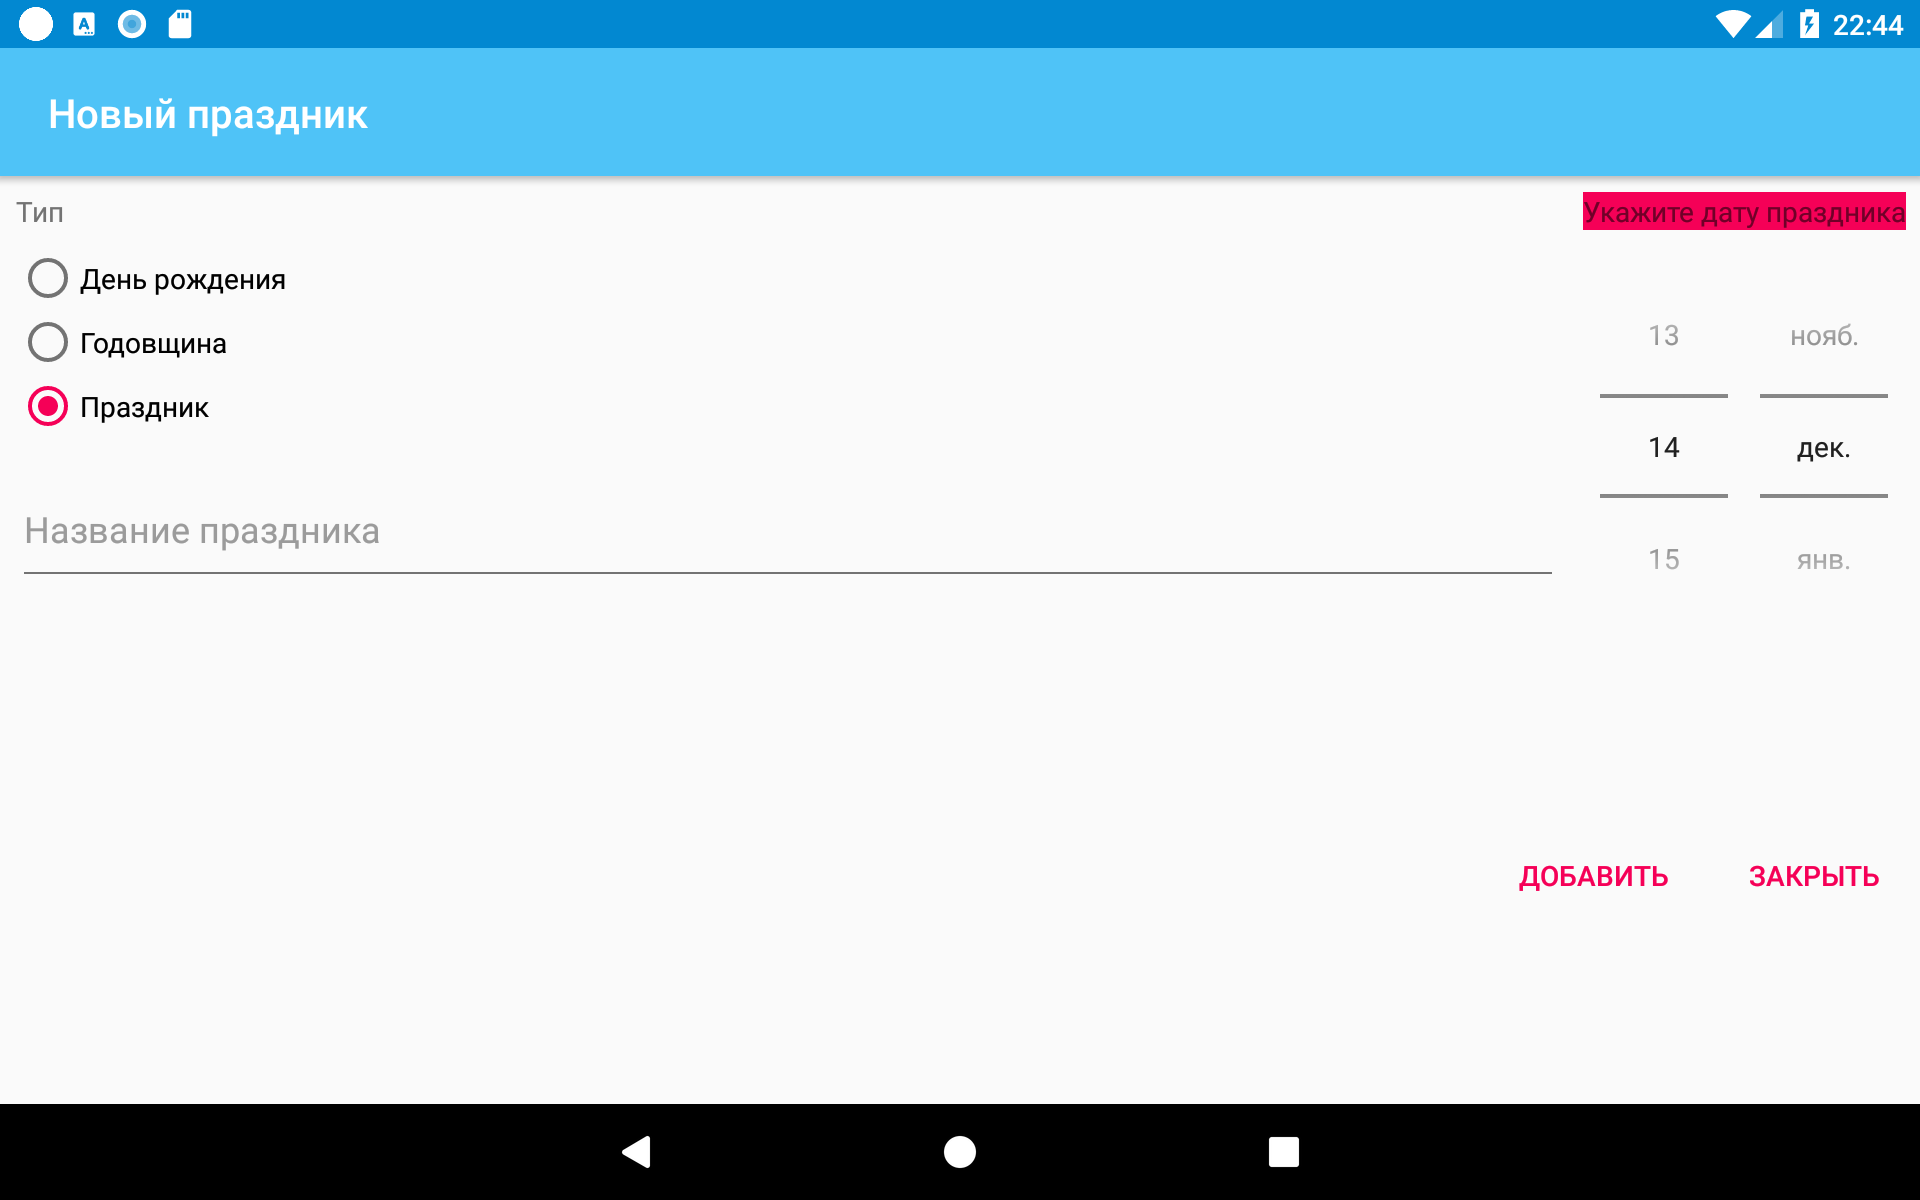 22:44
Новый праздник
Тип
День рождения
Годовщина
Праздник
Название праздника
Укажите дату праздника
13 нояб.
14 дек.
15 янв.
ДОБАВИТЬ ЗАКРЫТЬ